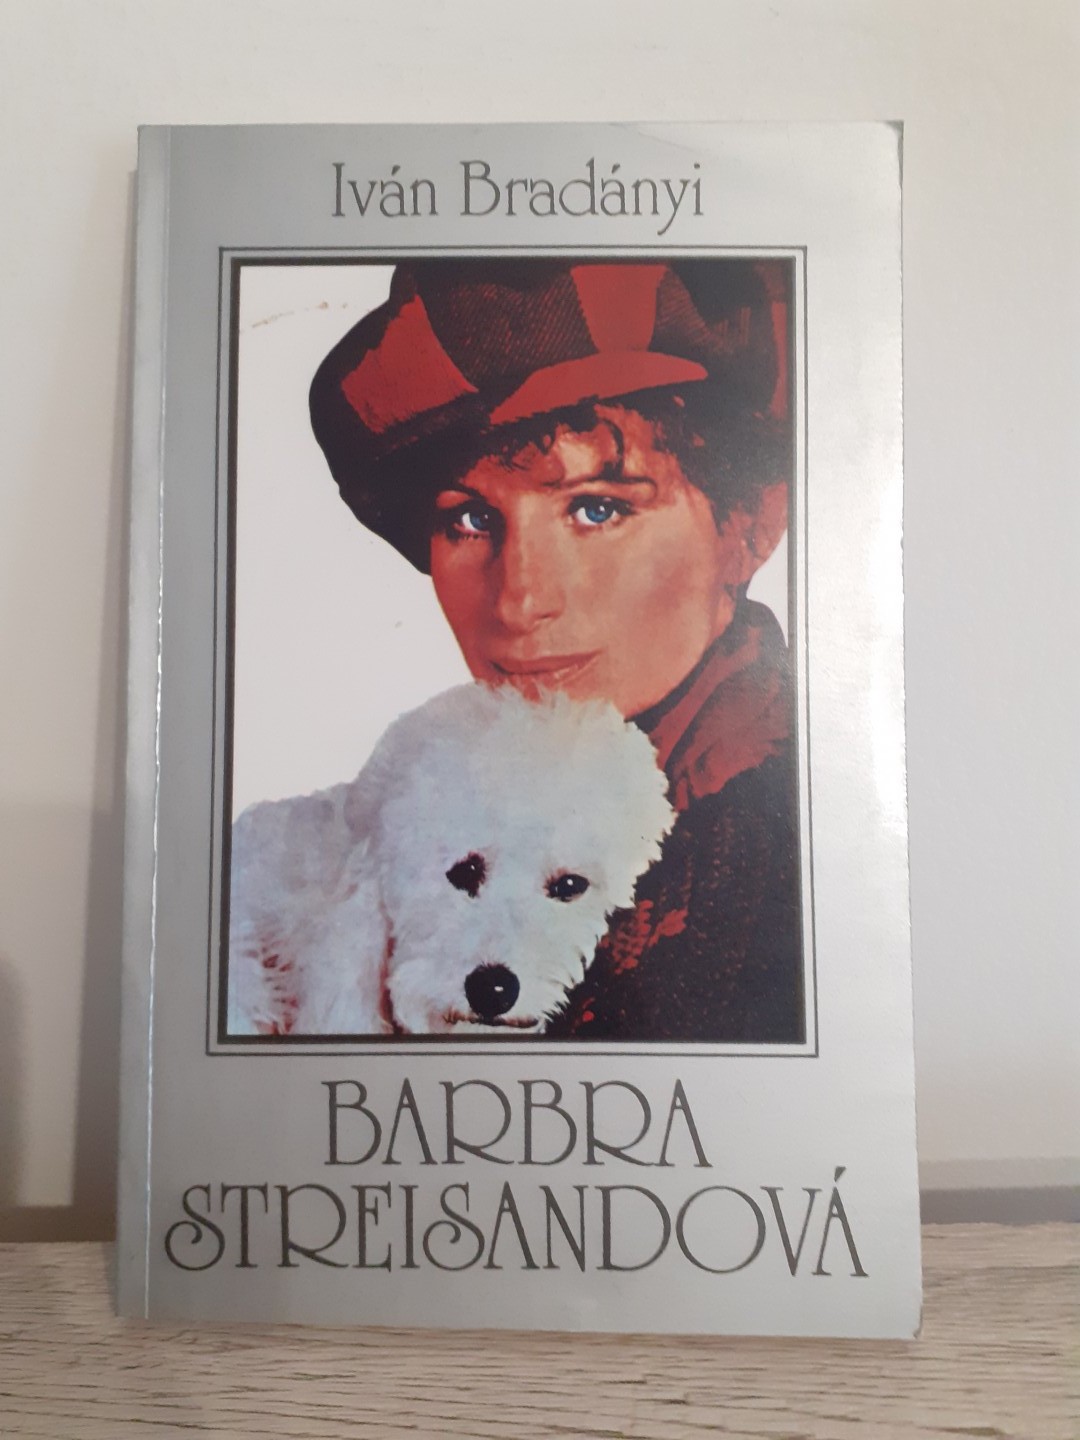 Iván Bradányi
BARBRA
STREISANDOVÁ